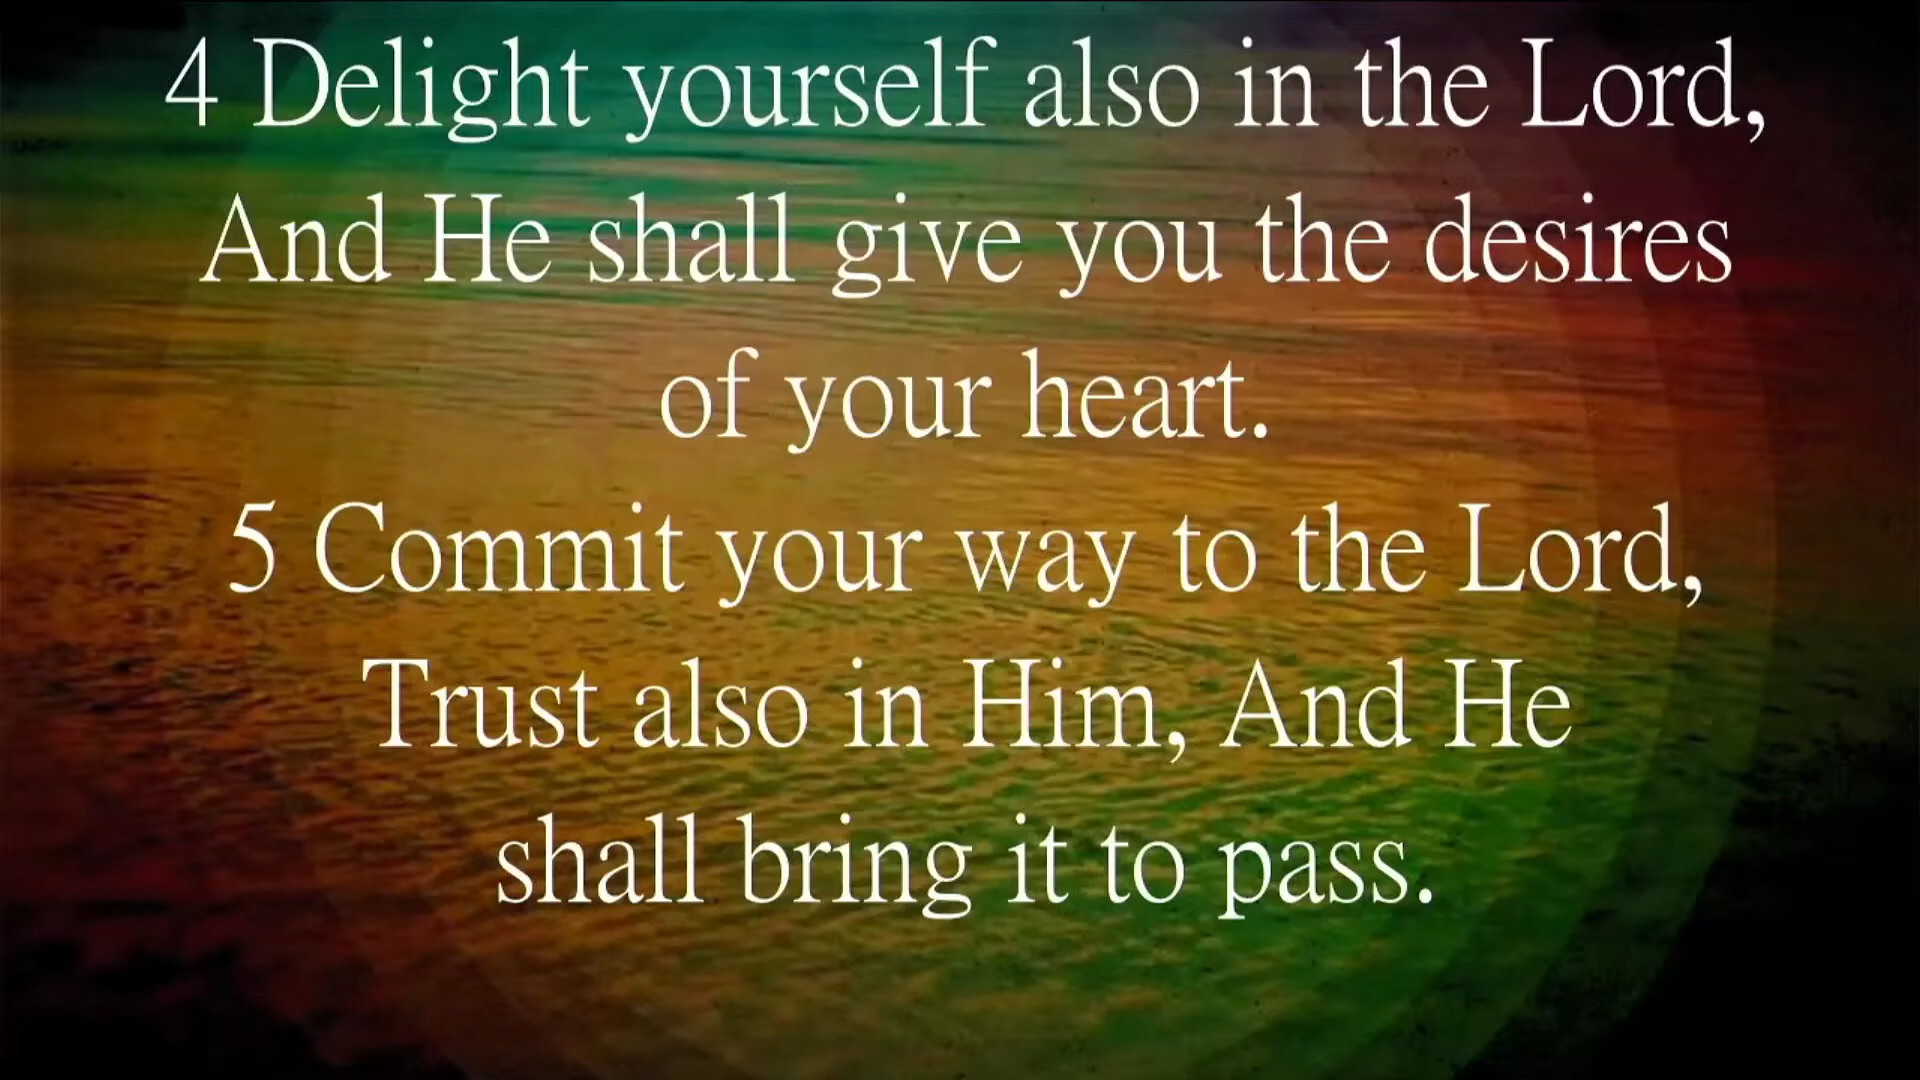 4 Delight yourself also in the Lord,
And He shall give you the desires
of your heart.
5 Commit your way to the Lord,
Trust also in Him, And He
shall bring it to pass.